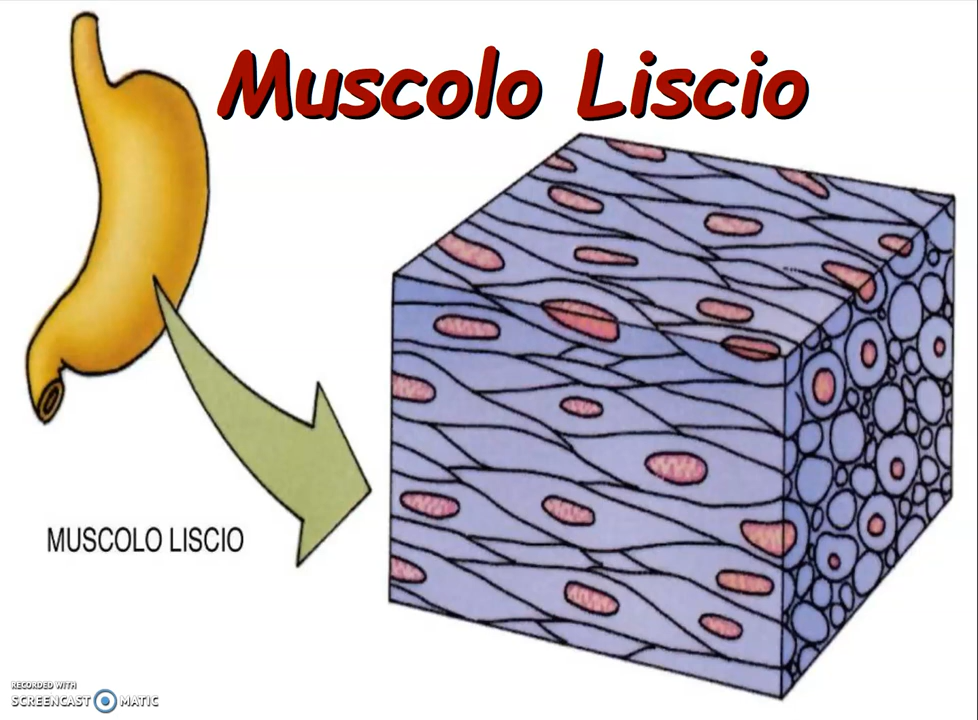 Muscolo Liscio
MUSCOLO LISCIO
RECORDED WITH
SCREENCAST MATIC